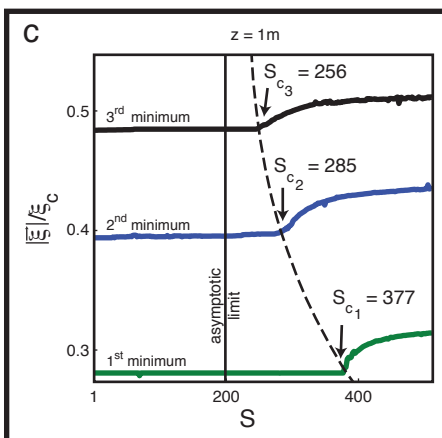 C
z = 1m
S_c₃ = 256
0.5
3rd minimum
S_c₂ = 285
|ξ⃗|/ξ_c
0.4
2nd minimum
asymptotic
limit
S_c₁ = 377
0.3
1st minimum
1
200
400
S